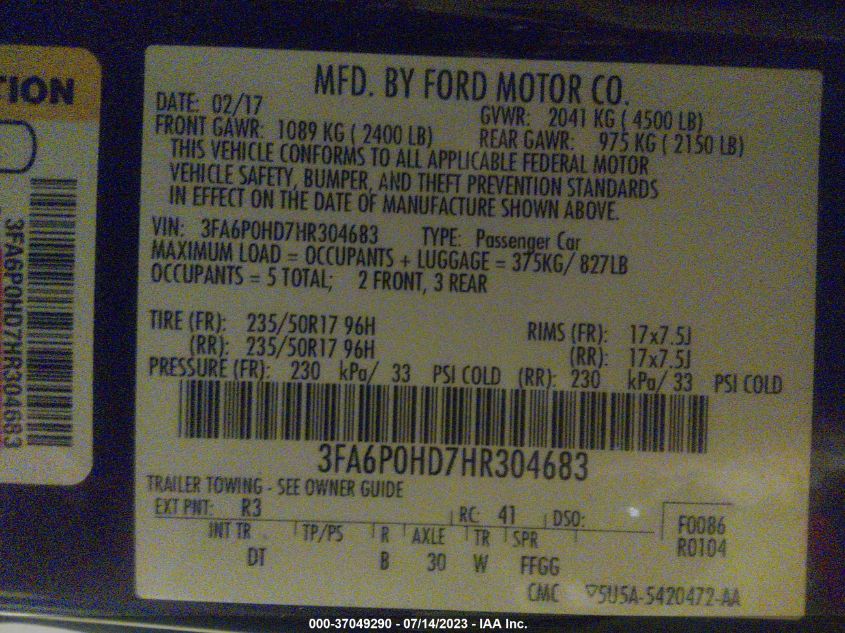 TION
3FA6P0HD7HR304683
MFD. BY FORD MOTOR CO.
DATE: 02/17 GVWR: 2041 KG ( 4500 LB)
FRONT GAWR: 1089 KG ( 2400 LB) REAR GAWR: 975 KG ( 2150 LB)
THIS VEHICLE CONFORMS TO ALL APPLICABLE FEDERAL MOTOR
VEHICLE SAFETY, BUMPER, AND THEFT PREVENTION STANDARDS
IN EFFECT ON THE DATE OF MANUFACTURE SHOWN ABOVE.
VIN: 3FA6P0HD7HR304683 TYPE: Passenger Car
MAXIMUM LOAD = OCCUPANTS + LUGGAGE = 375KG/ 827LB
OCCUPANTS = 5 TOTAL; 2 FRONT, 3 REAR
TIRE (FR): 235/50R17 96H RIMS (FR): 17x7.5J
(RR): 235/50R17 96H (RR): 17x7.5J
PRESSURE (FR): 230 kPa/ 33 PSI COLD (RR): 230 kPa/ 33 PSI COLD
3FA6P0HD7HR304683
TRAILER TOWING - SEE OWNER GUIDE
EXT PNT: R3 RC: 41 DSO: F0086
INT TR TP/PS R AXLE TR SPR R0104
DT B 30 W FFGG
CMC ▽5U5A-5420472-AA
000-37049290 - 07/14/2023 - IAA Inc.